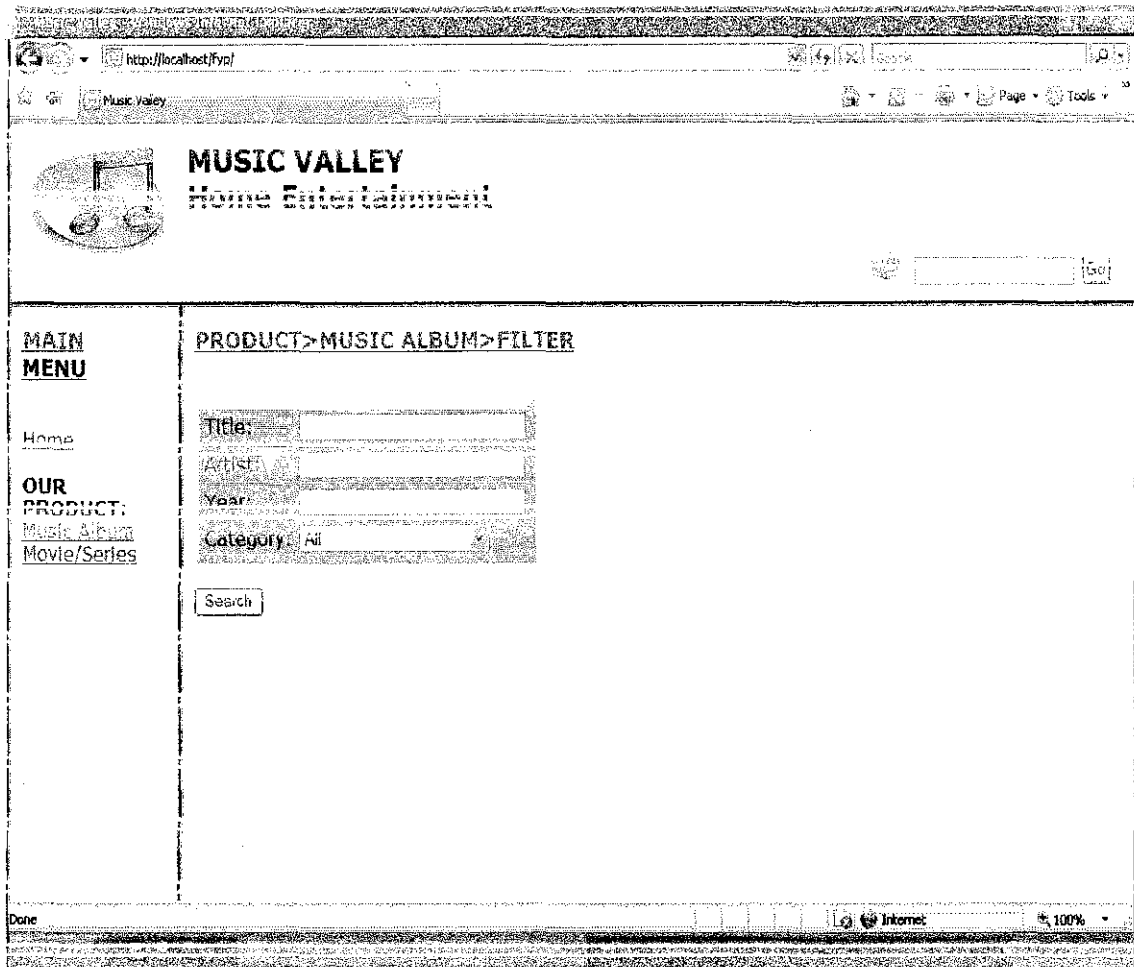 http://localhost/fyp/
Music Valley
Page
Tools
MUSIC VALLEY
Home Entertainment
Go
MAIN
MENU
Home
OUR
PRODUCT:
Music Album
Movie/Series
PRODUCT>MUSIC ALBUM>FILTER
Title:
Artist:
Year:
Category: All
Search
Done
Internet
100%